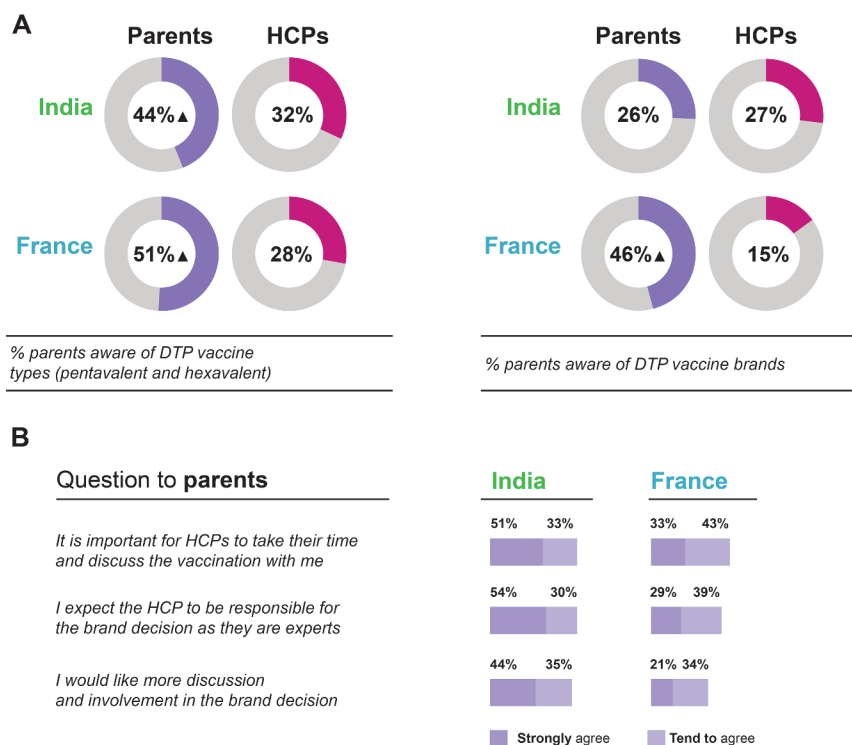 A
Parents HCPs
India 44%▲ 32%
France 51%▲ 28%
% parents aware of DTP vaccine
types (pentavalent and hexavalent)
Parents HCPs
India 26% 27%
France 46%▲ 15%
% parents aware of DTP vaccine brands
B
Question to parents
India
France
It is important for HCPs to take their time
and discuss the vaccination with me
51% 33%
33% 43%
I expect the HCP to be responsible for
the brand decision as they are experts
54% 30%
29% 39%
I would like more discussion
and involvement in the brand decision
44% 35%
21% 34%
Strongly agree
Tend to agree